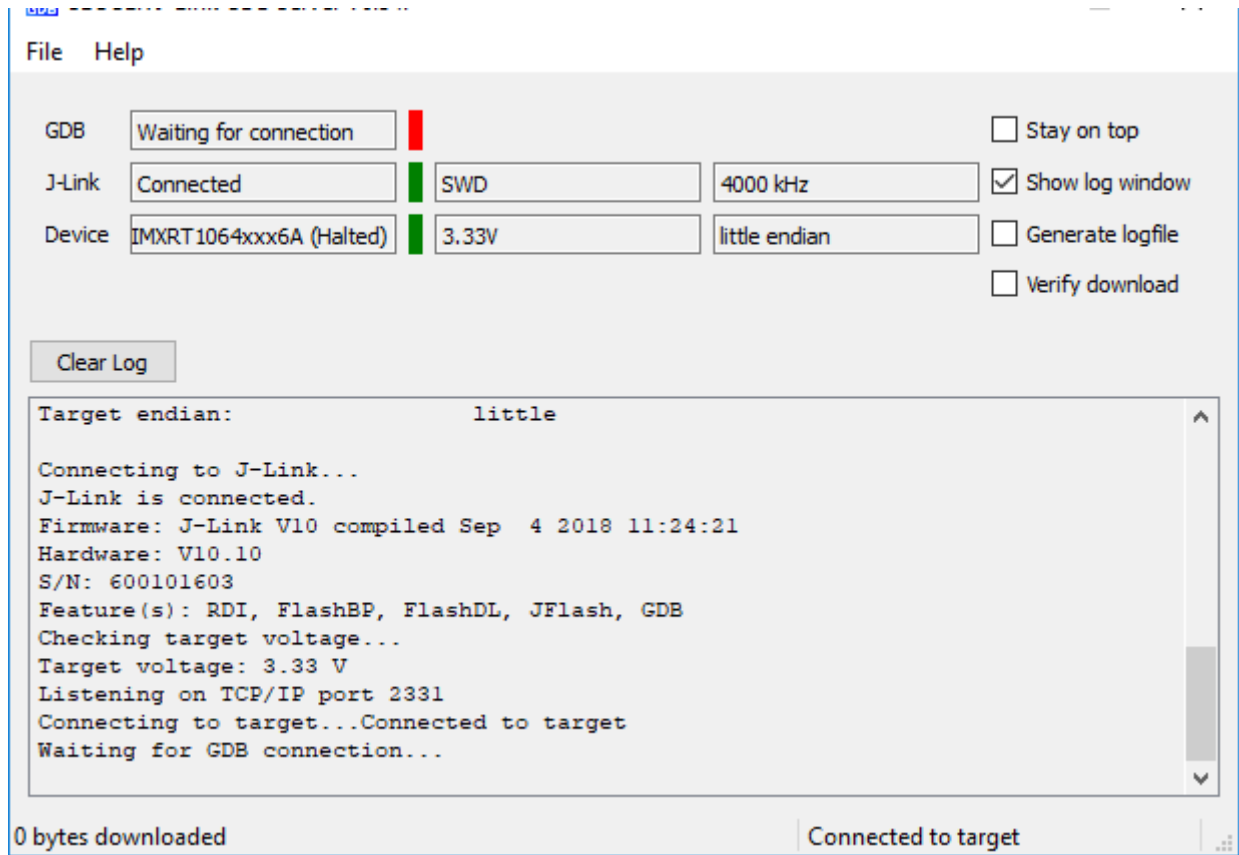 GDB
File Help
GDB Waiting for connection Stay on top
J-Link Connected SWD 4000 kHz Show log window
Device IMXRT1064xxx6A (Halted) 3.33V little endian Generate logfile
Verify download
Clear Log
Target endian: little
Connecting to J-Link...
J-Link is connected.
Firmware: J-Link V10 compiled Sep 4 2018 11:24:21
Hardware: V10.10
S/N: 600101603
Feature(s): RDI, FlashBP, FlashDL, JFlash, GDB
Checking target voltage...
Target voltage: 3.33 V
Listening on TCP/IP port 2331
Connecting to target...Connected to target
Waiting for GDB connection...
0 bytes downloaded Connected to target